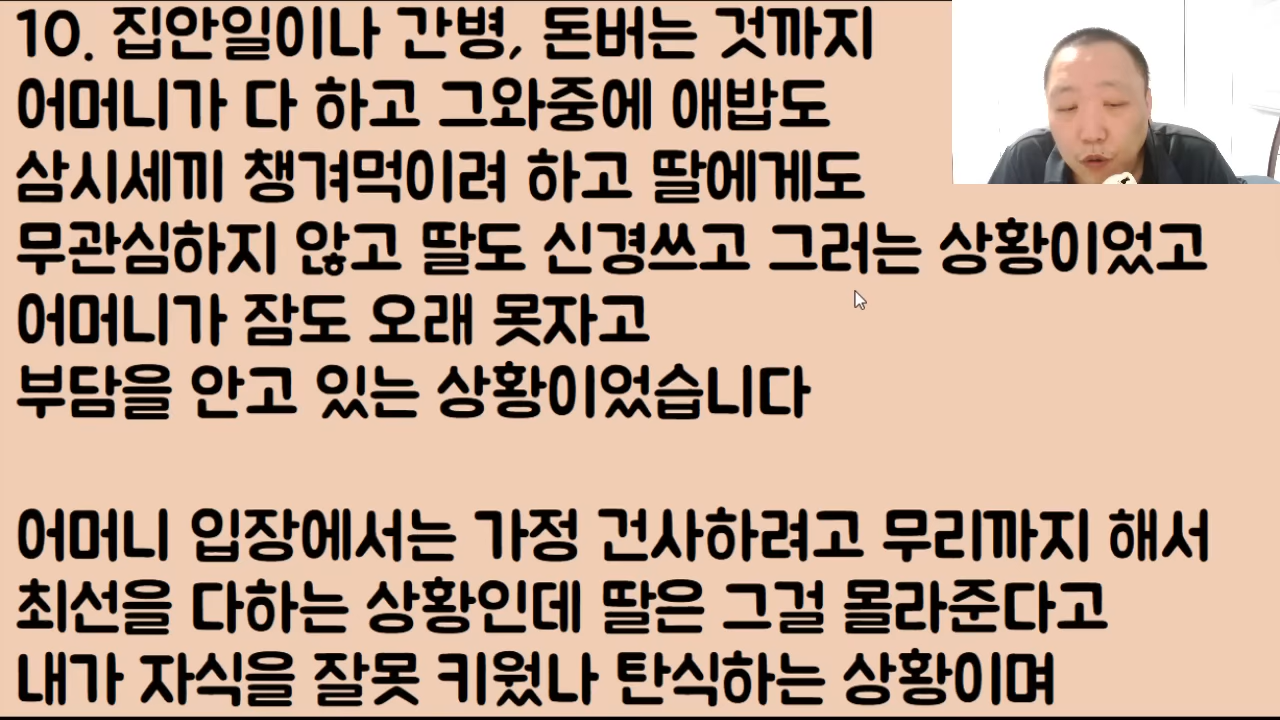 10. 집안일이나 간병, 돈버는 것까지
어머니가 다 하고 그와중에 애밥도
삼시세끼 챙겨먹이려 하고 딸에게도
무관심하지 않고 딸도 신경쓰고 그러는 상황이었고
어머니가 잠도 오래 못자고
부담을 안고 있는 상황이었습니다
어머니 입장에서는 가정 건사하려고 무리까지 해서
최선을 다하는 상황인데 딸은 그걸 몰라준다고
내가 자식을 잘못 키웠나 탄식하는 상황이며